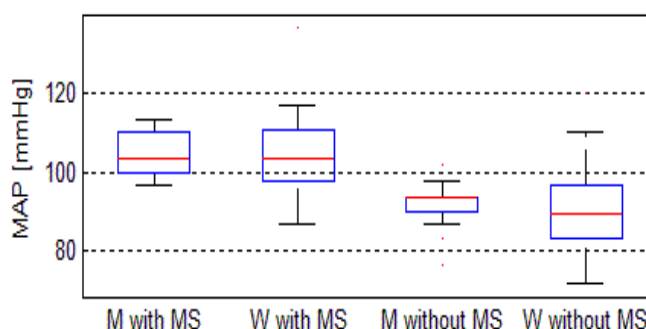 MAP [mmHg]
120
100
80
M with MS
W with MS
M without MS
W without MS